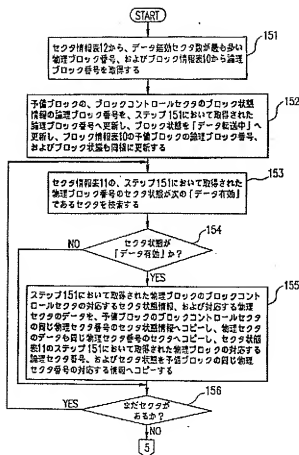 START
151
セクタ情報表12から、データ無効セクタ数が最も多い
物理ブロック番号、および物理ブロック情報表10から論理
ブロック番号を取得する
152
予備ブロックの、ブロックコントロールセクタのブロック状態
情報の論理ブロック番号を、ステップ151において取得された
論理ブロック番号へ更新し、ブロック状態を「データ転送中」へ
更新し、ブロック情報表10の予備ブロックの論理ブロック番号、
およびブロック状態も同様に更新する
153
セクタ情報表11の、ステップ151において取得された
物理ブロック番号のセクタ状態が次の「データ有効」
であるセクタを検索する
154
NO
セクタ状態が
「データ有効」か？
YES
155
ステップ151において取得された物理ブロックのブロックコント
ロールセクタの対応するセクタ状態情報、および対応する物理
セクタのデータを、予備ブロックのブロックコントロールセクタ
の同じ物理セクタ番号のセクタ状態情報へコピーし、物理セクタ
のデータも同じ物理セクタ番号のセクタへコピーし、セクタ状態
表11のステップ151において取得された物理ブロックの対応する
論理セクタ番号、およびセクタ状態を予備ブロックの同じ物理
セクタ番号の対応する情報へコピーする
156
YES
まだセクタが
あるか？
NO
5